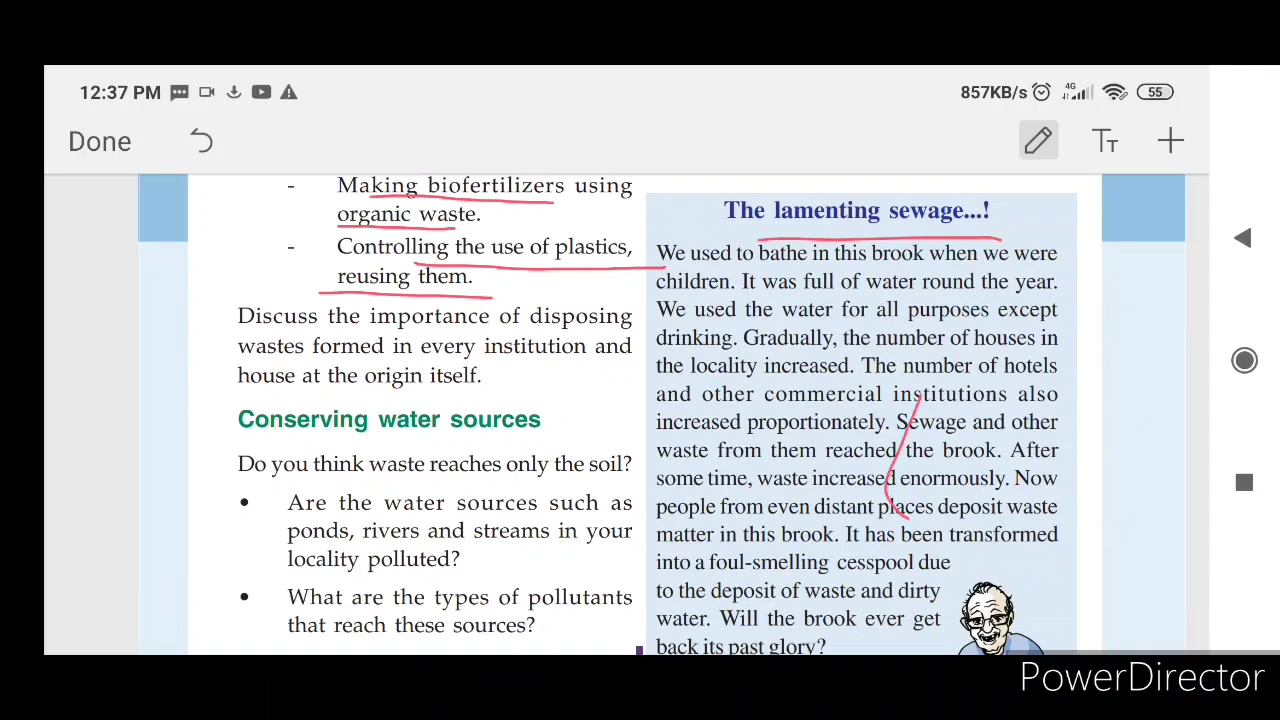 12:37 PM
857KB/s
4G
55
Done
TT
- Making biofertilizers using
organic waste.
- Controlling the use of plastics,
reusing them.
Discuss the importance of disposing
wastes formed in every institution and
house at the origin itself.
Conserving water sources
Do you think waste reaches only the soil?
• Are the water sources such as
ponds, rivers and streams in your
locality polluted?
• What are the types of pollutants
that reach these sources?
The lamenting sewage...!
We used to bathe in this brook when we were
children. It was full of water round the year.
We used the water for all purposes except
drinking. Gradually, the number of houses in
the locality increased. The number of hotels
and other commercial institutions also
increased proportionately. Sewage and other
waste from them reached the brook. After
some time, waste increased enormously. Now
people from even distant places deposit waste
matter in this brook. It has been transformed
into a foul-smelling cesspool due
to the deposit of waste and dirty
water. Will the brook ever get
back its past glory?
PowerDirector